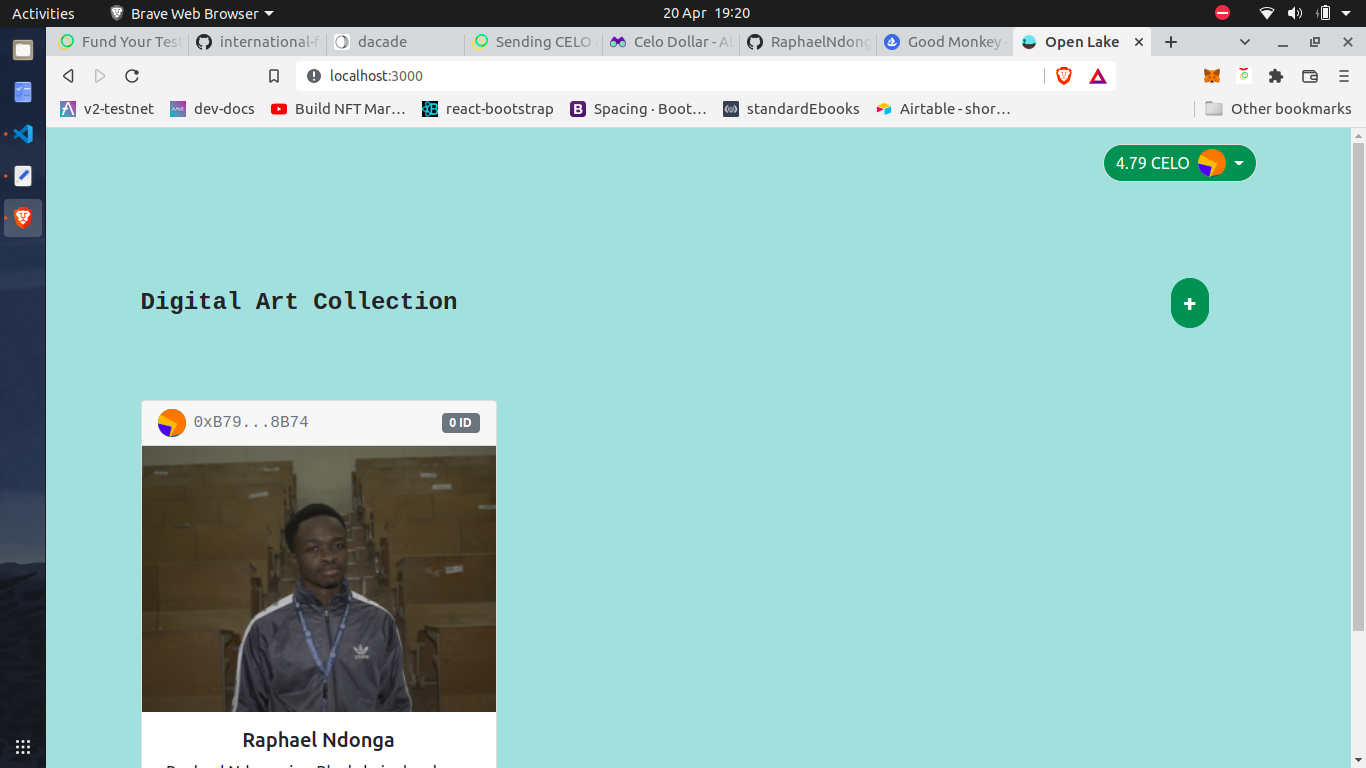 Activities
Brave Web Browser
20 Apr 19:20
Fund Your Test
international-f
dacade
Sending CELO
Celo Dollar - Al
RaphaelNdong
Good Monkey -
Open Lake
localhost:3000
v2-testnet
dev-docs
Build NFT Mar…
react-bootstrap
Spacing · Boot…
standardEbooks
Airtable - shor…
Other bookmarks
4.79 CELO
Digital Art Collection
+
0xB79...8B74
0 ID
Raphael Ndonga